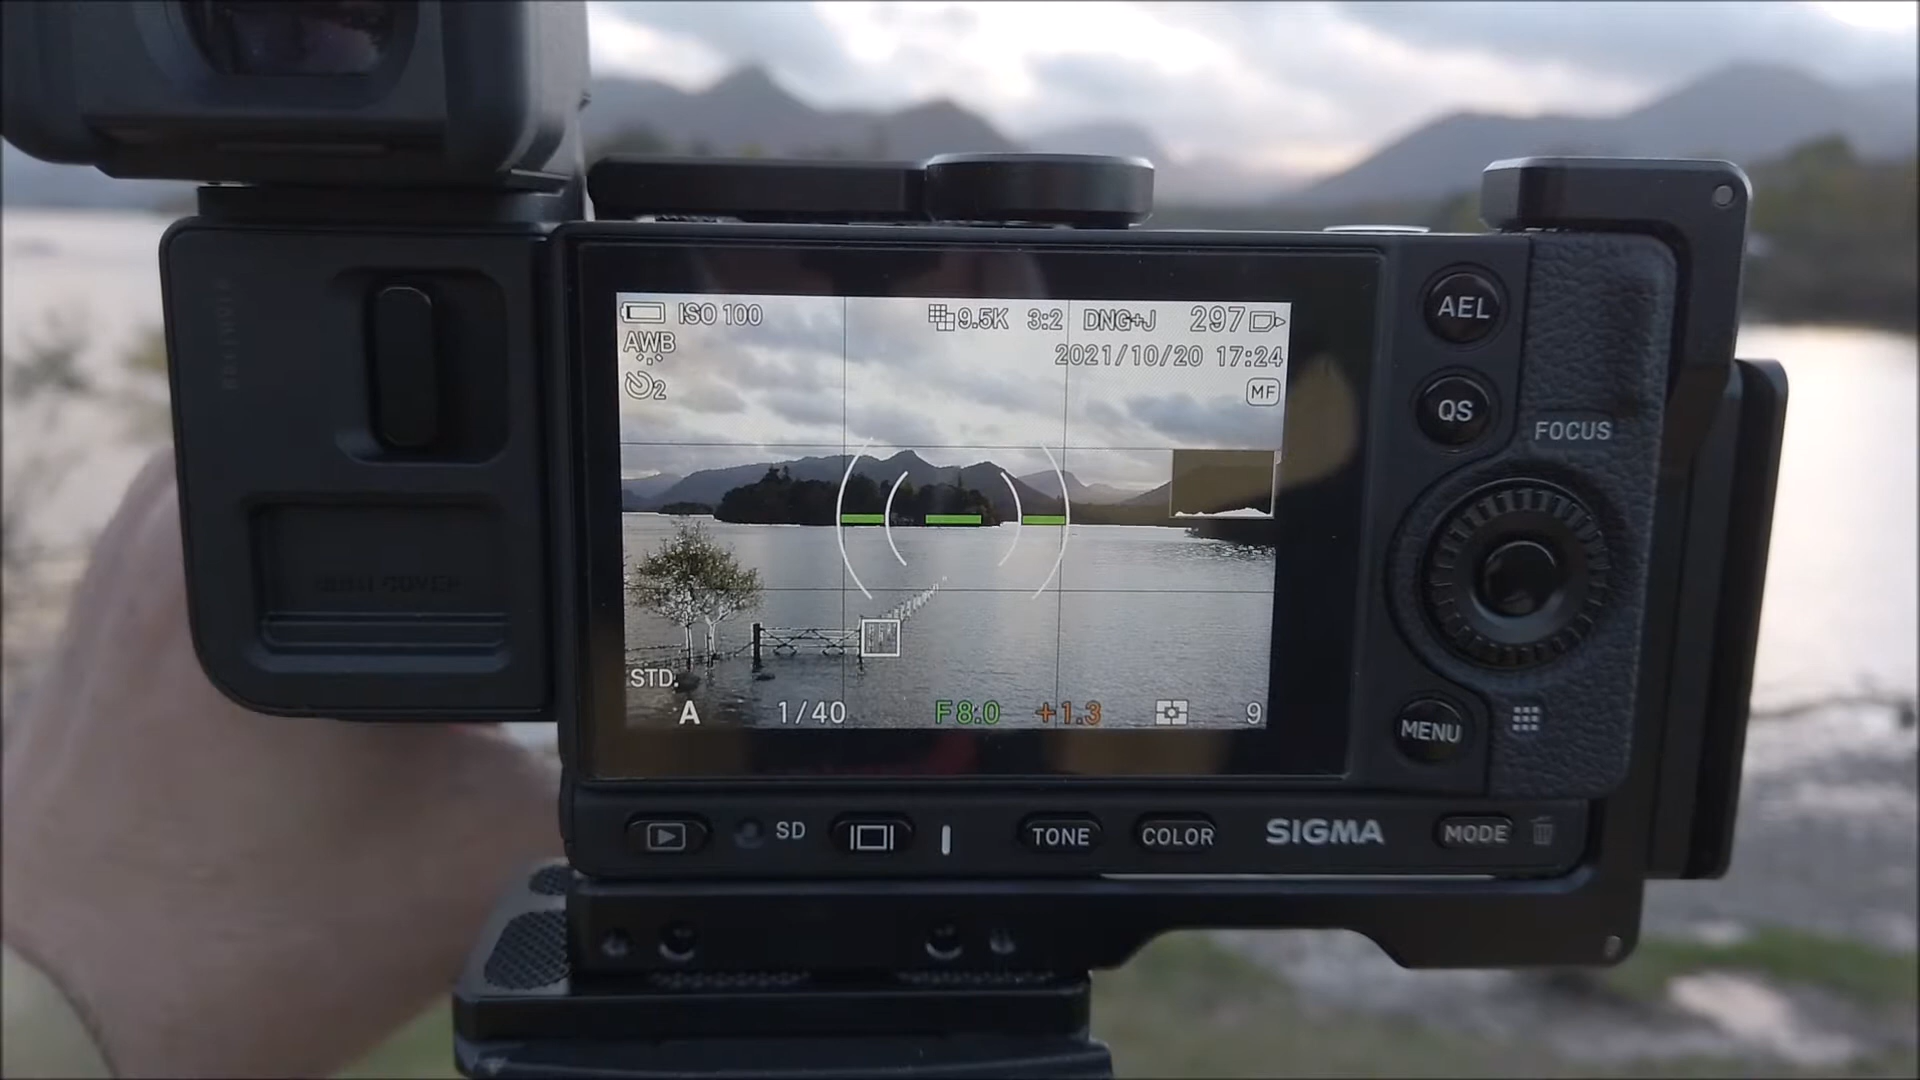 ISO 100
9.5K 3:2 DNG+J 297
AWB
2021/10/20 17:24
2
MF
STD.
A 1/40 F8.0 +1.3 9
AEL
QS
FOCUS
MENU
SD
TONE
COLOR
SIGMA
MODE